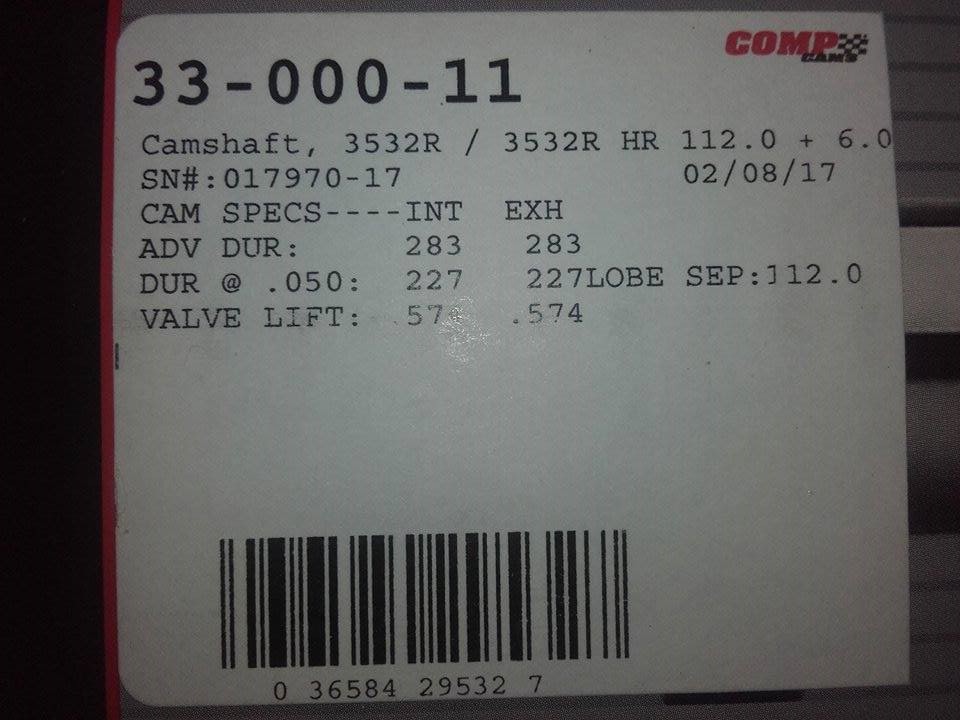 COMP
CAMS
33-000-11
Camshaft, 3532R / 3532R HR 112.0 + 6.0
SN#:017970-17 02/08/17
CAM SPECS----INT EXH
ADV DUR: 283 283
DUR @ .050: 227 227LOBE SEP:112.0
VALVE LIFT: .574
0 36584 29532 7